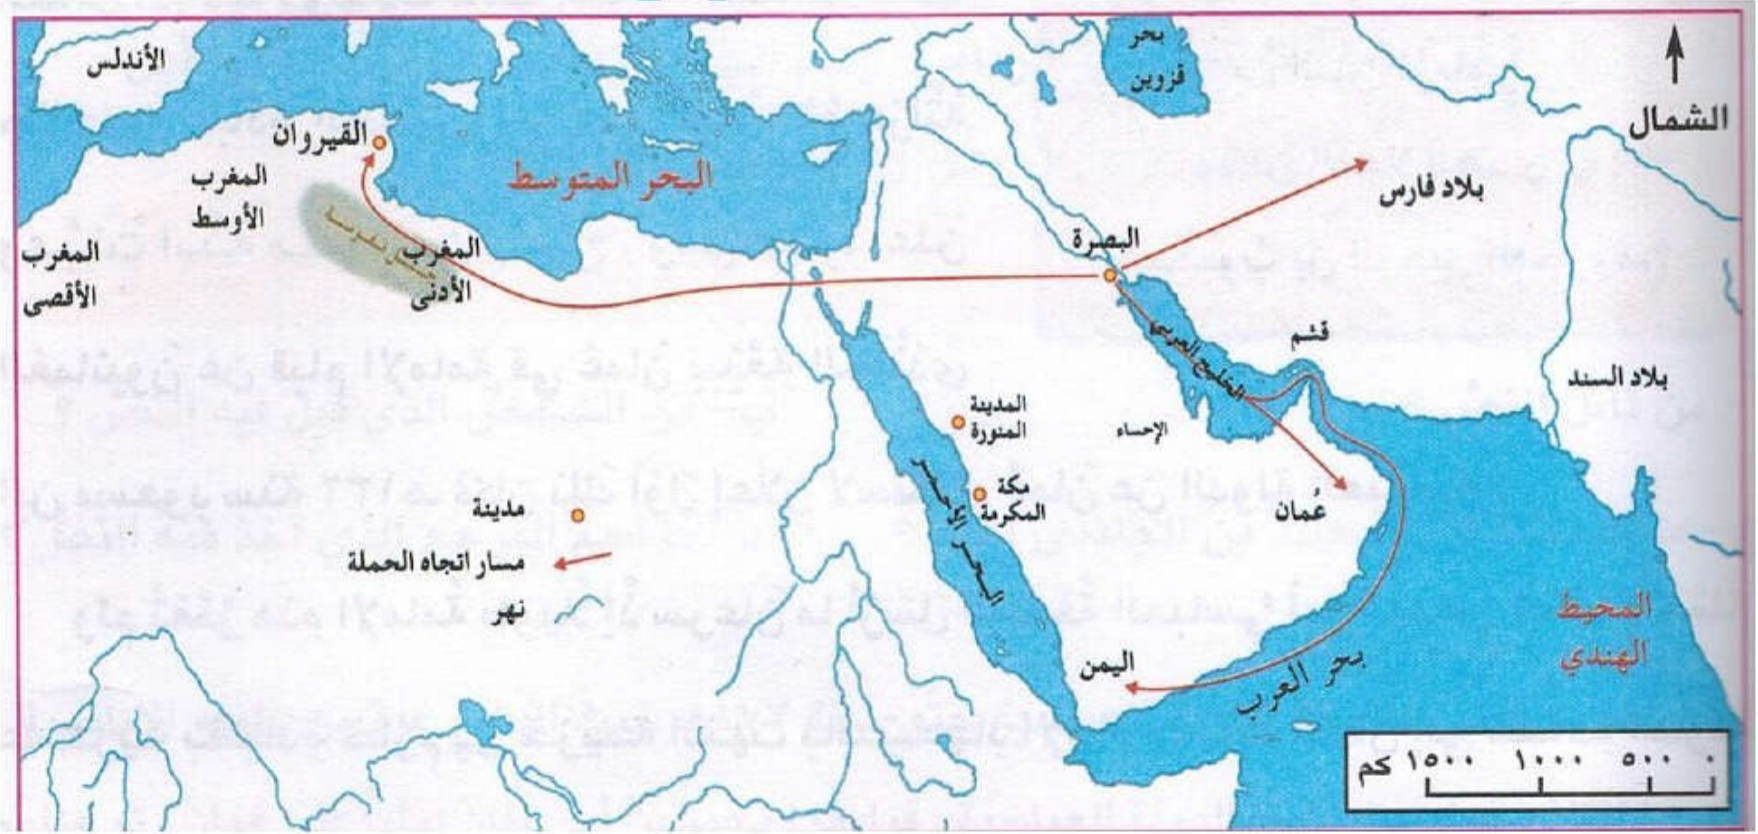 الأندلس
بحر
قزوين
الشمال
القيروان
المغرب
الأوسط
البحر المتوسط
بلاد فارس
جبل نفوسة
المغرب
الأقصى
المغرب
الأدنى
البصرة
الخليج العربي
قشم
بلاد السند
المدينة
المنورة
الإحساء
مكة
المكرمة
البحر الأحمر
عُمان
مدينة
مسار اتجاه الحملة
نهر
المحيط
الهندي
اليمن
بحر العرب
٠ ٥٠٠ ١٠٠٠ ١٥٠٠ كم